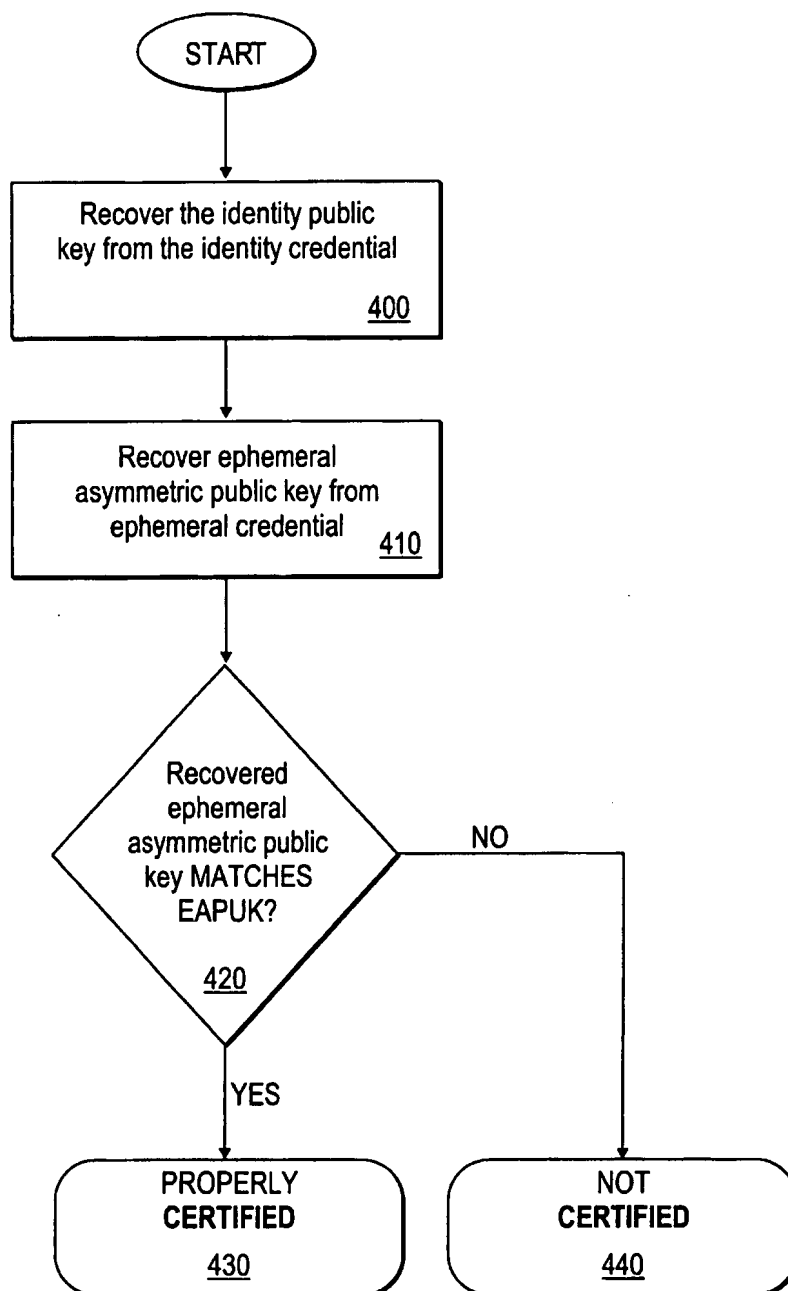 START
Recover the identity public
key from the identity credential
400
Recover ephemeral
asymmetric public key from
ephemeral credential
410
Recovered
ephemeral
asymmetric public
key MATCHES
EAPUK?
420
NO
YES
PROPERLY
CERTIFIED
430
NOT
CERTIFIED
440